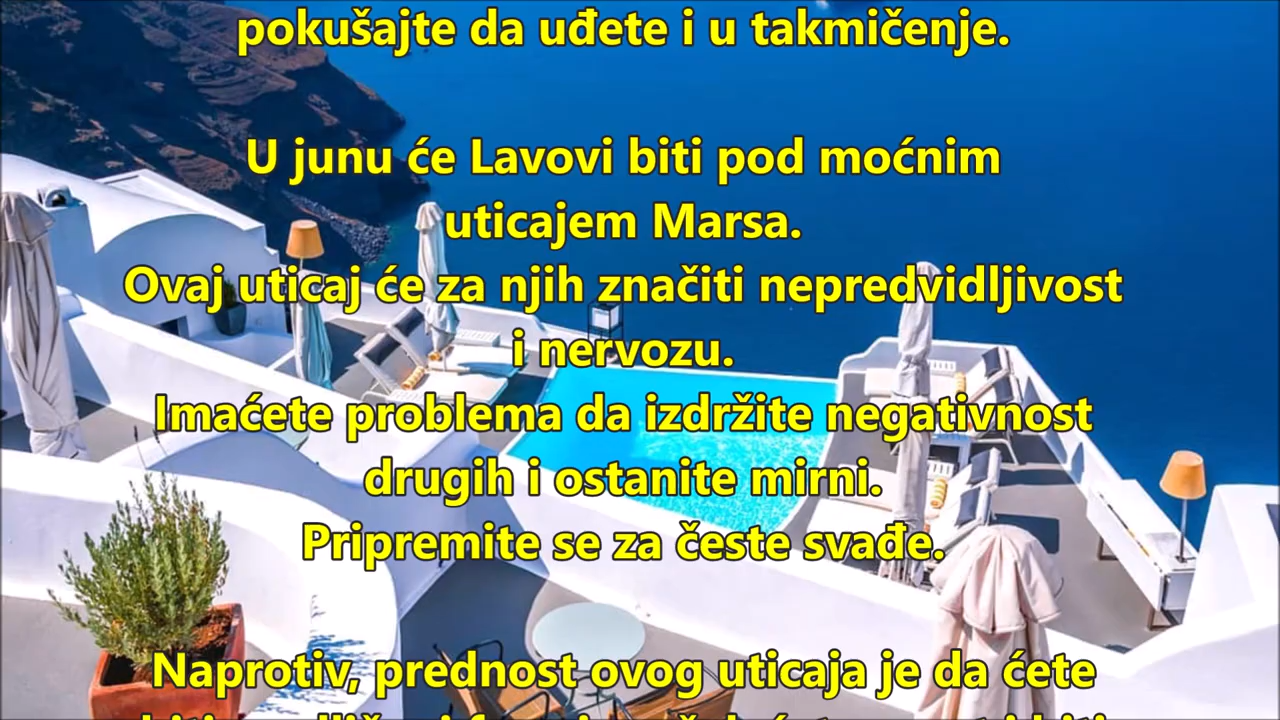 pokušajte da uđete i u takmičenje.
U junu će Lavovi biti pod moćnim
uticajem Marsa.
Ovaj uticaj će za njih značiti nepredvidljivost
i nervozu.
Imaćete problema da izdržite negativnost
drugih i ostanite mirni.
Pripremite se za česte svađe.
Naprotiv, prednost ovog uticaja je da ćete